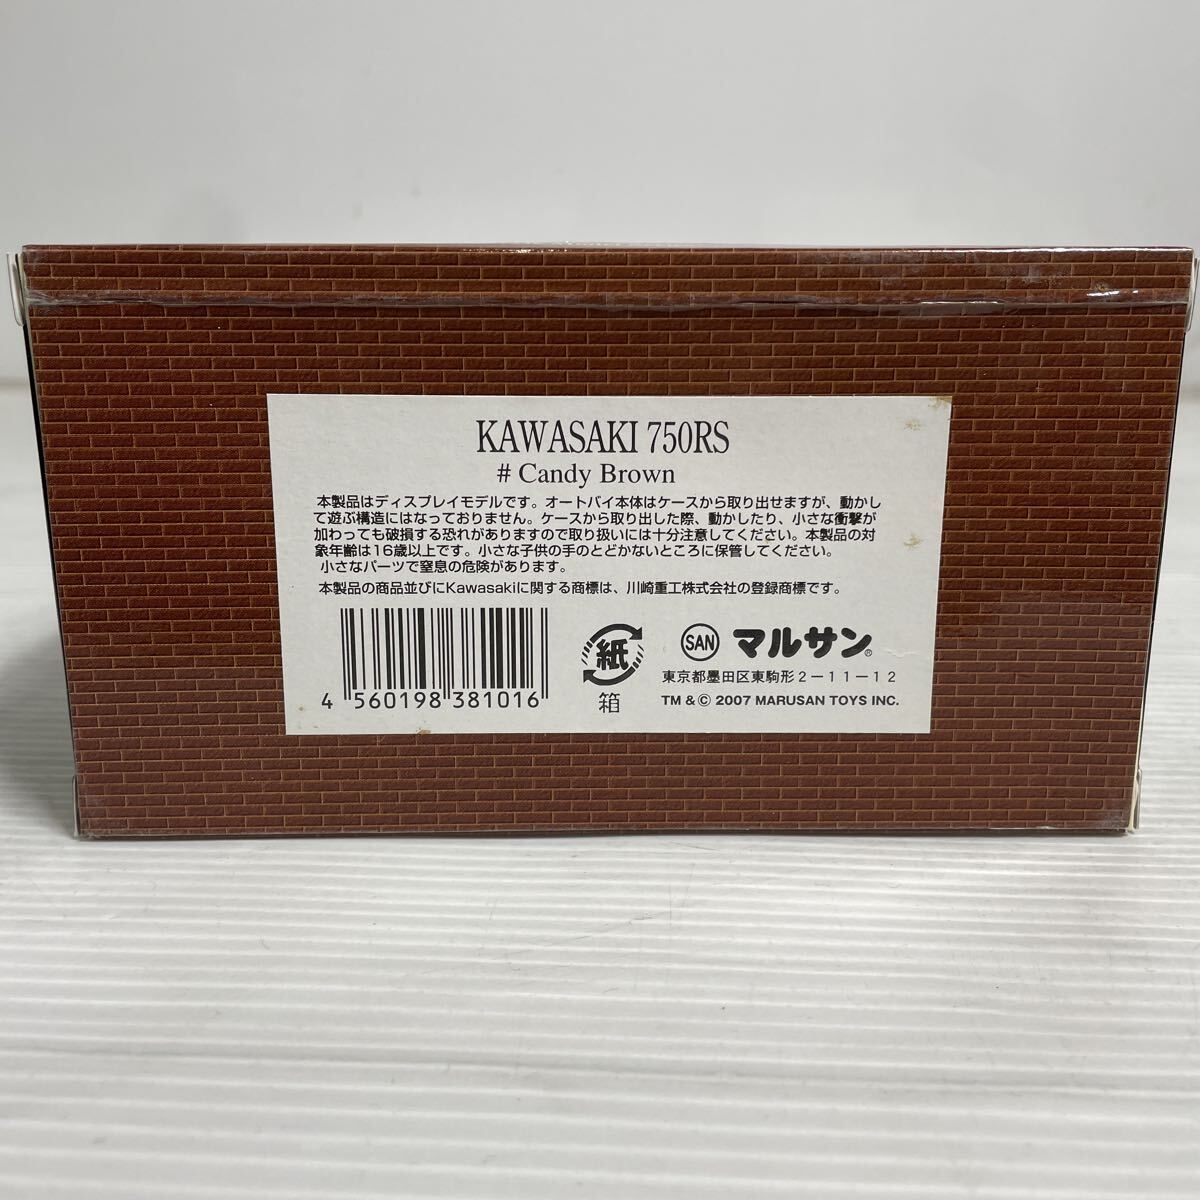 KAWASAKI 750RS
# Candy Brown
本製品はディスプレイモデルです。オートバイ本体はケースから取り出せますが、動かし
て遊ぶ構造にはなっておりません。ケースから取り出した際、動かしたり、小さな衝撃が
加わっても破損する恐れがありますので取り扱いには十分注意してください。本製品の対
象年齢は16歳以上です。小さな子供の手のとどかないところに保管してください。
小さなパーツで窒息の危険があります。
本製品の商品並びにKawasakiに関する商標は、川崎重工株式会社の登録商標です。
4 560198 381016
紙
箱
SAN マルサン®
東京都墨田区東駒形2-11-12
TM & © 2007 MARUSAN TOYS INC.